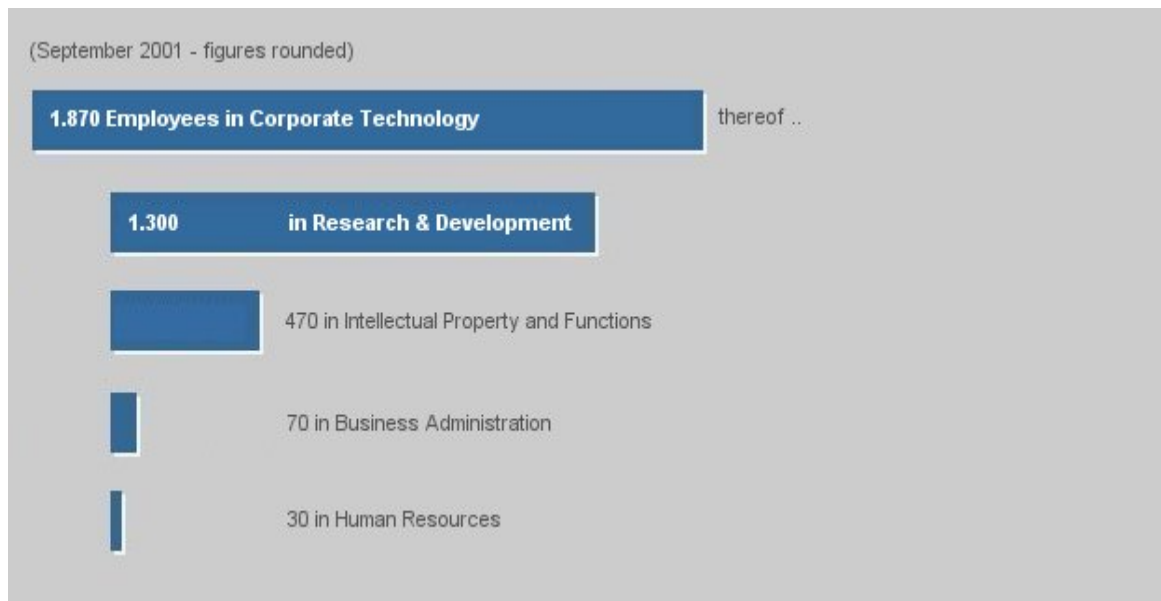 (September 2001 - figures rounded)
1.870 Employees in Corporate Technology thereof ..
1.300 in Research & Development
470 in Intellectual Property and Functions
70 in Business Administration
30 in Human Resources